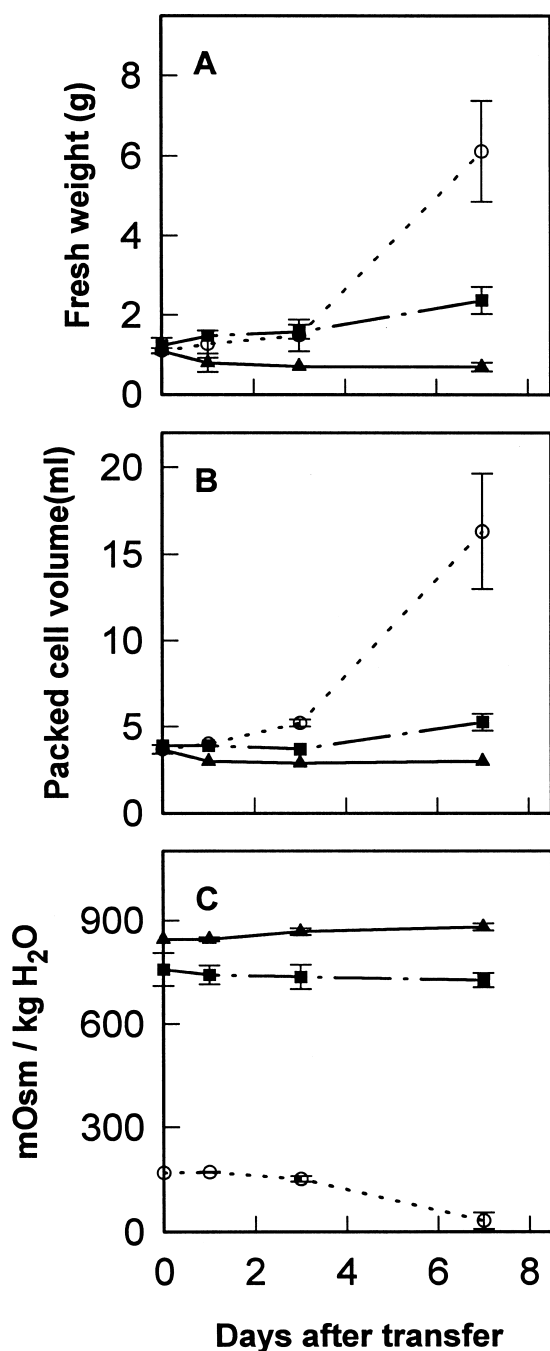 A
8
6
4
2
0
Fresh weight (g)
B
20
15
10
5
0
Packed cell volume(ml)
C
900
600
300
0
mOsm / kg H2O
0 2 4 6 8
Days after transfer